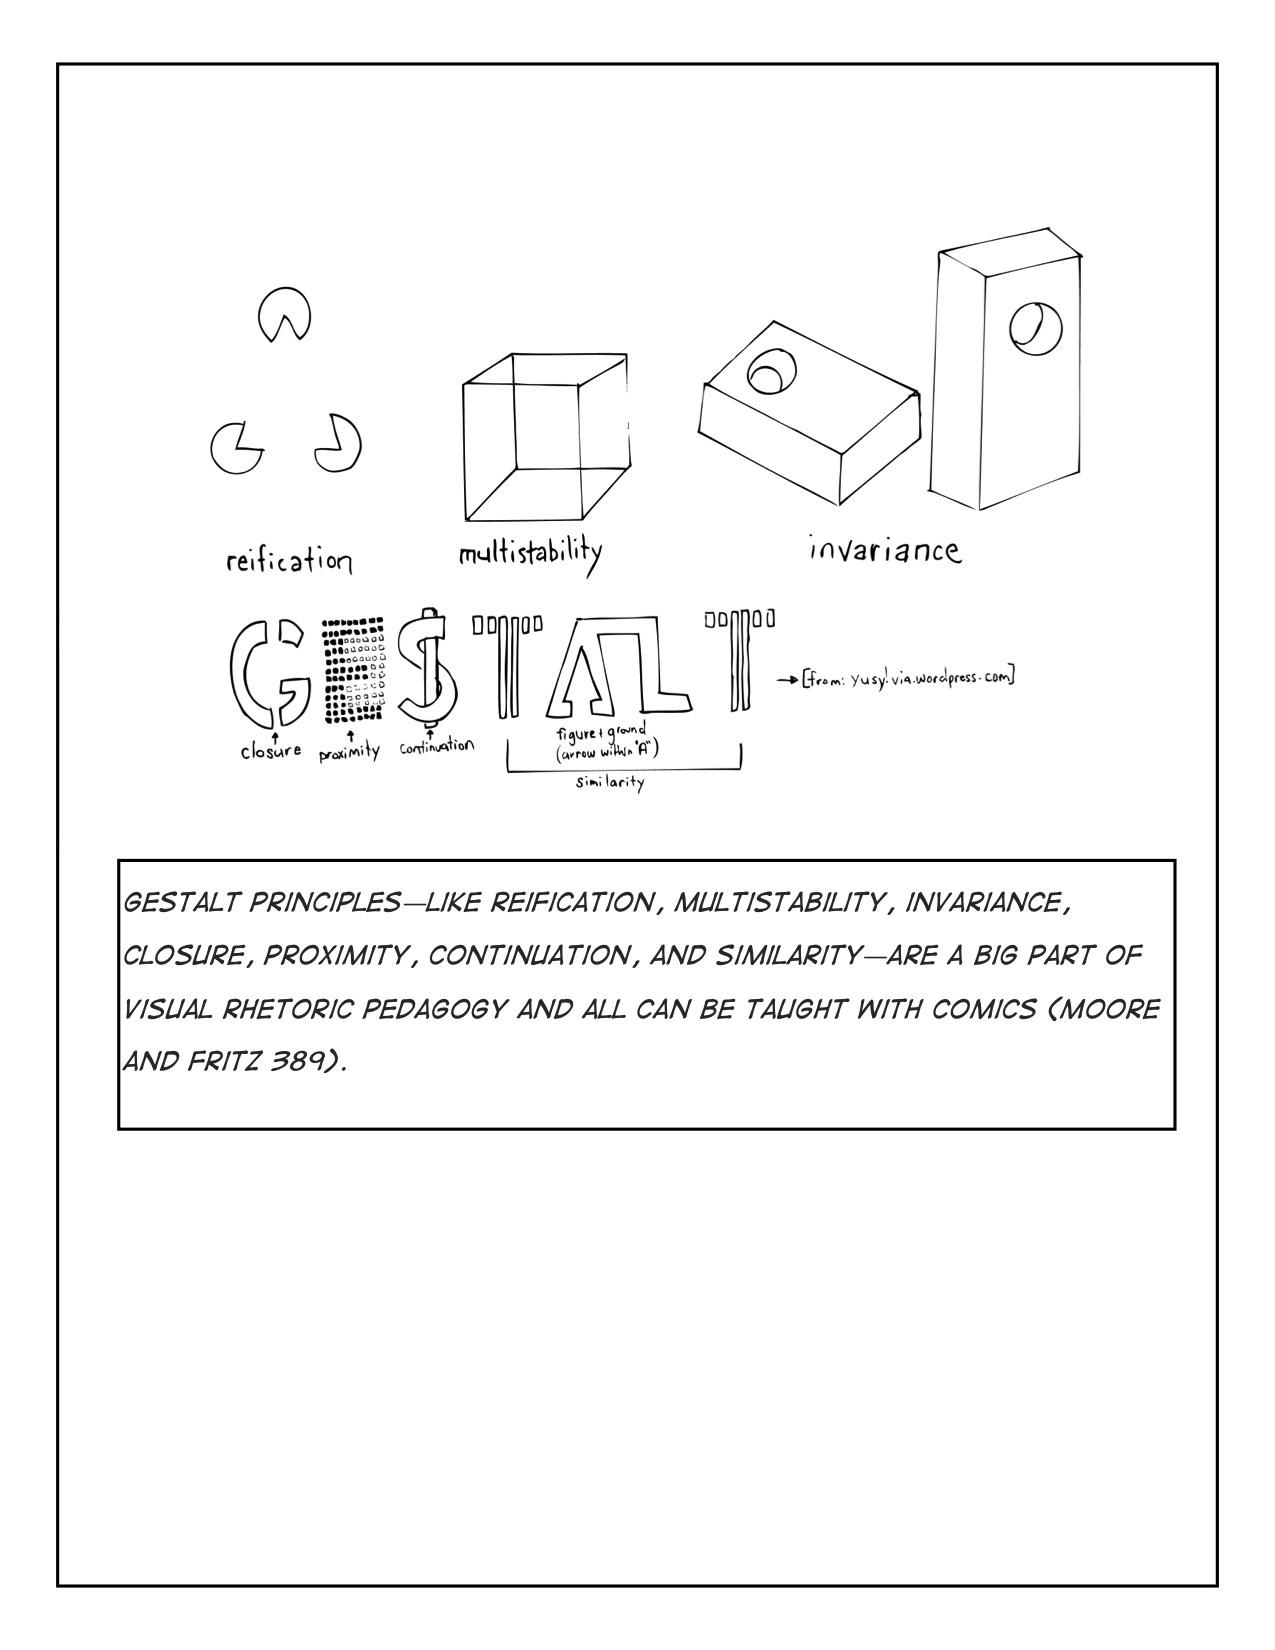 reification
multistability
invariance
GESTALT
[from: yusylvia.wordpress.com]
closure
proximity
continuation
figure + ground
(arrow within "A")
similarity
GESTALT PRINCIPLES—LIKE REIFICATION, MULTISTABILITY, INVARIANCE,
CLOSURE, PROXIMITY, CONTINUATION, AND SIMILARITY—ARE A BIG PART OF
VISUAL RHETORIC PEDAGOGY AND ALL CAN BE TAUGHT WITH COMICS (MOORE
AND FRITZ 389).